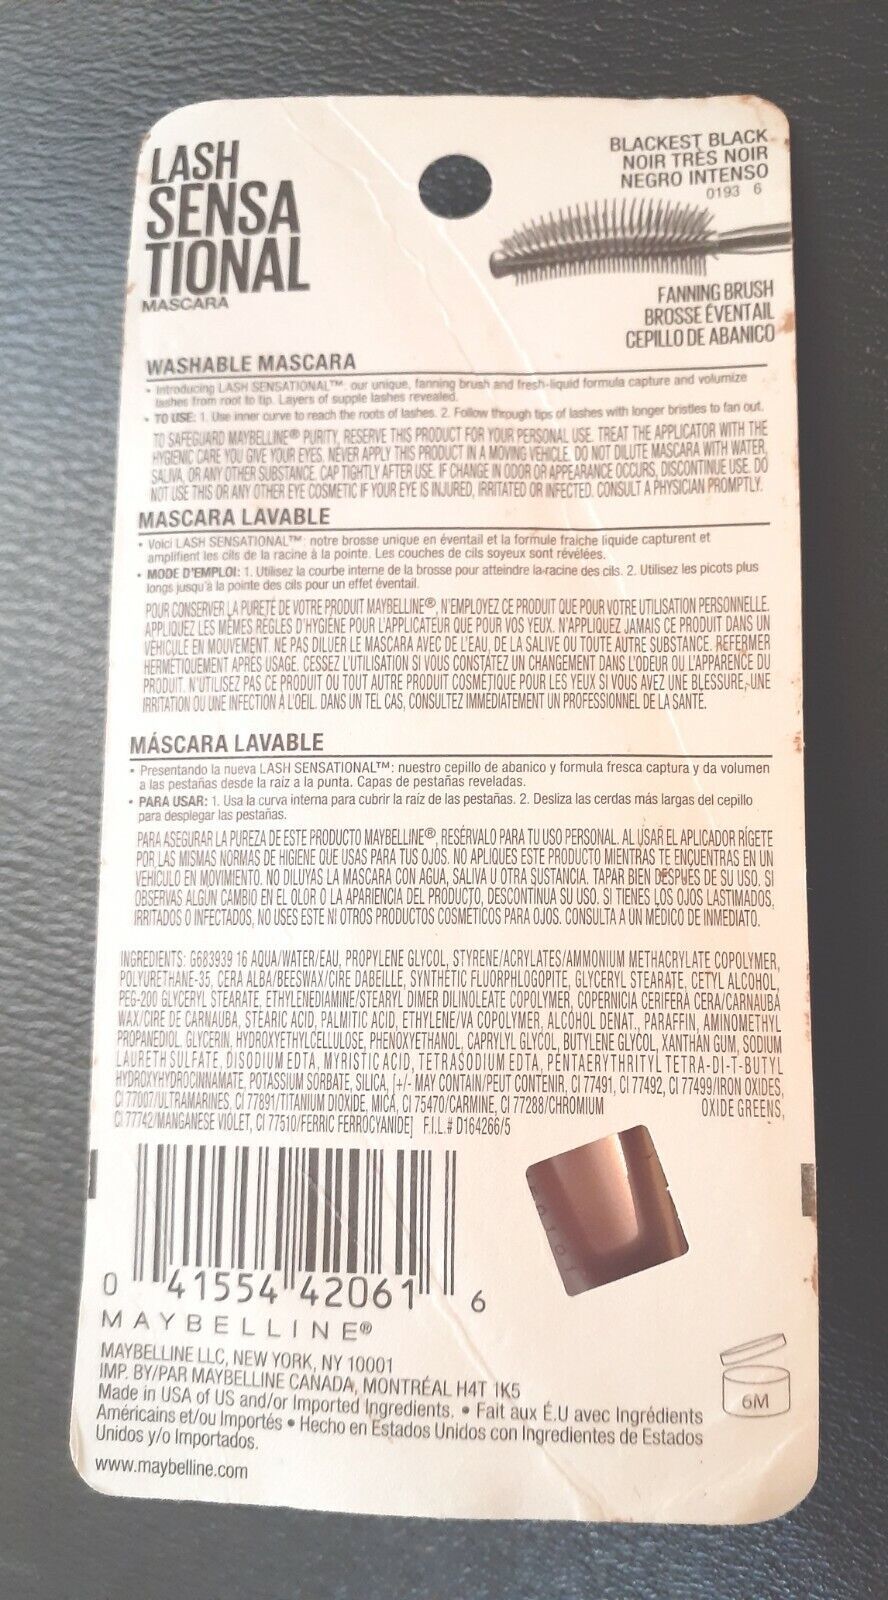 LASH
SENSA
TIONAL
MASCARA
BLACKEST BLACK
NOIR TRÈS NOIR
NEGRO INTENSO
0193 6
FANNING BRUSH
BROSSE ÉVENTAIL
CEPILLO DE ABANICO
WASHABLE MASCARA
• Introducing LASH SENSATIONAL™: our unique, fanning brush and fresh-liquid formula capture and volumize
lashes from root to tip. Layers of supple lashes revealed.
• TO USE: 1. Use inner curve to reach the roots of lashes. 2. Follow through tips of lashes with longer bristles to fan out.
TO SAFEGUARD MAYBELLINE® PURITY, RESERVE THIS PRODUCT FOR YOUR PERSONAL USE. TREAT THE APPLICATOR WITH THE
HYGIENIC CARE YOU GIVE YOUR EYES. NEVER APPLY THIS PRODUCT IN A MOVING VEHICLE. DO NOT DILUTE MASCARA WITH WATER,
SALIVA, OR ANY OTHER SUBSTANCE. CAP TIGHTLY AFTER USE. IF CHANGE IN ODOR OR APPEARANCE OCCURS, DISCONTINUE USE. DO
NOT USE THIS OR ANY OTHER EYE COSMETIC IF YOUR EYE IS INJURED, IRRITATED OR INFECTED. CONSULT A PHYSICIAN PROMPTLY.
MASCARA LAVABLE
• Voici LASH SENSATIONAL™: notre brosse unique en éventail et la formule fraiche liquide capturent et
amplifient les cils de la racine à la pointe. Les couches de cils soyeux sont révélées.
• MODE D'EMPLOI: 1. Utilisez la courbe interne de la brosse pour atteindre la racine des cils. 2. Utilisez les picots plus
longs jusqu'à la pointe des cils pour un effet éventail.
POUR CONSERVER LA PURETÉ DE VOTRE PRODUIT MAYBELLINE®, N'EMPLOYEZ CE PRODUIT QUE POUR VOTRE UTILISATION PERSONNELLE.
APPLIQUEZ LES MÊMES RÈGLES D'HYGIÈNE POUR L'APPLICATEUR QUE POUR VOS YEUX. N'APPLIQUEZ JAMAIS CE PRODUIT DANS UN
VÉHICULE EN MOUVEMENT. NE PAS DILUER LE MASCARA AVEC DE L'EAU, DE LA SALIVE OU TOUTE AUTRE SUBSTANCE. REFERMER
HERMÉTIQUEMENT APRÈS USAGE. CESSEZ L'UTILISATION SI VOUS CONSTATEZ UN CHANGEMENT DANS L'ODEUR OU L'APPARENCE DU
PRODUIT. N'UTILISEZ PAS CE PRODUIT OU TOUT AUTRE PRODUIT COSMÉTIQUE POUR LES YEUX SI VOUS AVEZ UNE BLESSURE, UNE
IRRITATION OU UNE INFECTION À L'OEIL. DANS UN TEL CAS, CONSULTEZ IMMÉDIATEMENT UN PROFESSIONNEL DE LA SANTE.
MÁSCARA LAVABLE
• Presentando la nueva LASH SENSATIONAL™: nuestro cepillo de abanico y formula fresca captura y da volumen
a las pestañas desde la raiz a la punta. Capas de pestañas reveladas.
• PARA USAR: 1. Usa la curva interna para cubrir la raíz de las pestañas. 2. Desliza las cerdas más largas del cepillo
para desplegar las pestañas.
PARA ASEGURAR LA PUREZA DE ESTE PRODUCTO MAYBELLINE®, RESÉRVALO PARA TU USO PERSONAL. AL USAR EL APLICADOR RÍGETE
POR LAS MISMAS NORMAS DE HIGIENE QUE USAS PARA TUS OJOS. NO APLIQUES ESTE PRODUCTO MIENTRAS TE ENCUENTRAS EN UN
VEHICULO EN MOVIMIENTO. NO DILUYAS LA MASCARA CON AGUA, SALIVA U OTRA SUSTANCIA. TAPAR BIEN DESPUES DE SU USO. SI
OBSERVAS ALGUN CAMBIO EN EL OLOR O LA APARIENCIA DEL PRODUCTO, DESCONTINUA SU USO. SI TIENES LOS OJOS LASTIMADOS,
IRRITADOS O INFECTADOS, NO USES ESTE NI OTROS PRODUCTOS COSMETICOS PARA OJOS. CONSULTA A UN MÉDICO DE INMEDIATO.
INGREDIENTS: G683939 16 AQUA/WATER/EAU, PROPYLENE GLYCOL, STYRENE/ACRYLATES/AMMONIUM METHACRYLATE COPOLYMER,
POLYURETHANE-35, CERA ALBA/BEESWAX/CIRE DABEILLE, SYNTHETIC FLUORPHLOGOPITE, GLYCERYL STEARATE, CETYL ALCOHOL,
PEG-200 GLYCERYL STEARATE, ETHYLENEDIAMINE/STEARYL DIMER DILINOLEATE COPOLYMER, COPERNICIA CERIFERA CERA/CARNAUBA
WAX/CIRE DE CARNAUBA, STEARIC ACID, PALMITIC ACID, ETHYLENE/VA COPOLYMER, ALCOHOL DENAT., PARAFFIN, AMINOMETHYL
PROPANEDIOL, GLYCERIN, HYDROXYETHYLCELLULOSE, PHENOXYETHANOL, CAPRYLYL GLYCOL, BUTYLENE GLYCOL, XANTHAN GUM, SODIUM
LAURETH SULFATE, DISODIUM EDTA, MYRISTIC ACID, TETRASODIUM EDTA, PENTAERYTHRITYL TETRA-DI-T-BUTYL
HYDROXYHYDROCINNAMATE, POTASSIUM SORBATE, SILICA, [+/- MAY CONTAIN/PEUT CONTENIR, CI 77491, CI 77492, CI 77499/IRON OXIDES,
CI 77007/ULTRAMARINES, CI 77891/TITANIUM DIOXIDE, MICA, CI 75470/CARMINE, CI 77288/CHROMIUM OXIDE GREENS,
CI 77742/MANGANESE VIOLET, CI 77510/FERRIC FERROCYANIDE] F.I.L.# D164266/5
0 41554 42061 6
MAYBELLINE®
MAYBELLINE LLC, NEW YORK, NY 10001
IMP. BY/PAR MAYBELLINE CANADA, MONTRÉAL H4T 1K5
Made in USA of US and/or Imported Ingredients. • Fait aux É.U avec Ingrédients
Américains et/ou Importés • Hecho en Estados Unidos con Ingredientes de Estados
Unidos y/o Importados.
www.maybelline.com
6M